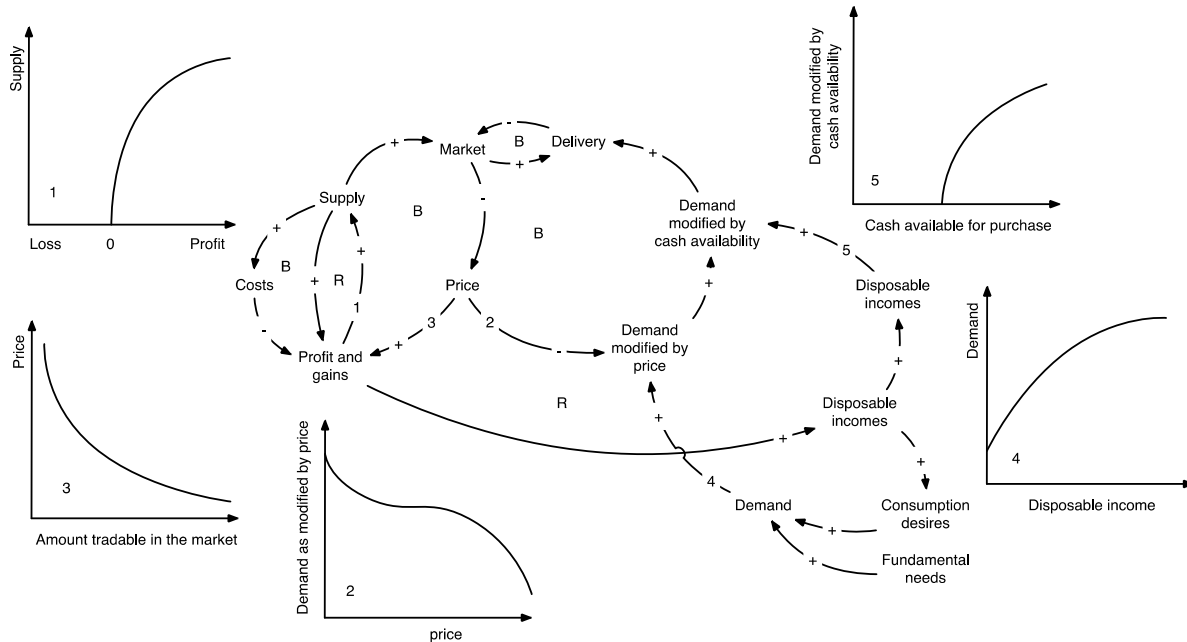 Supply
1
Loss
0
Profit
Demand modified by
cash availability
5
Cash available for purchase
-
B
Market
Delivery
+
+
+
Supply
-
Demand
modified by
cash availability
B
B
+
+
5
+
B
R
+
+
Costs
1
Price
Disposable
incomes
+
-
3
2
+
-
Profit and
gains
Demand
modified by
price
+
R
+
Disposable
incomes
+
+
4
Demand
Consumption
desires
+
+
Fundamental
needs
Price
3
Amount tradable in the market
Demand as modified by price
2
price
Demand
4
Disposable income